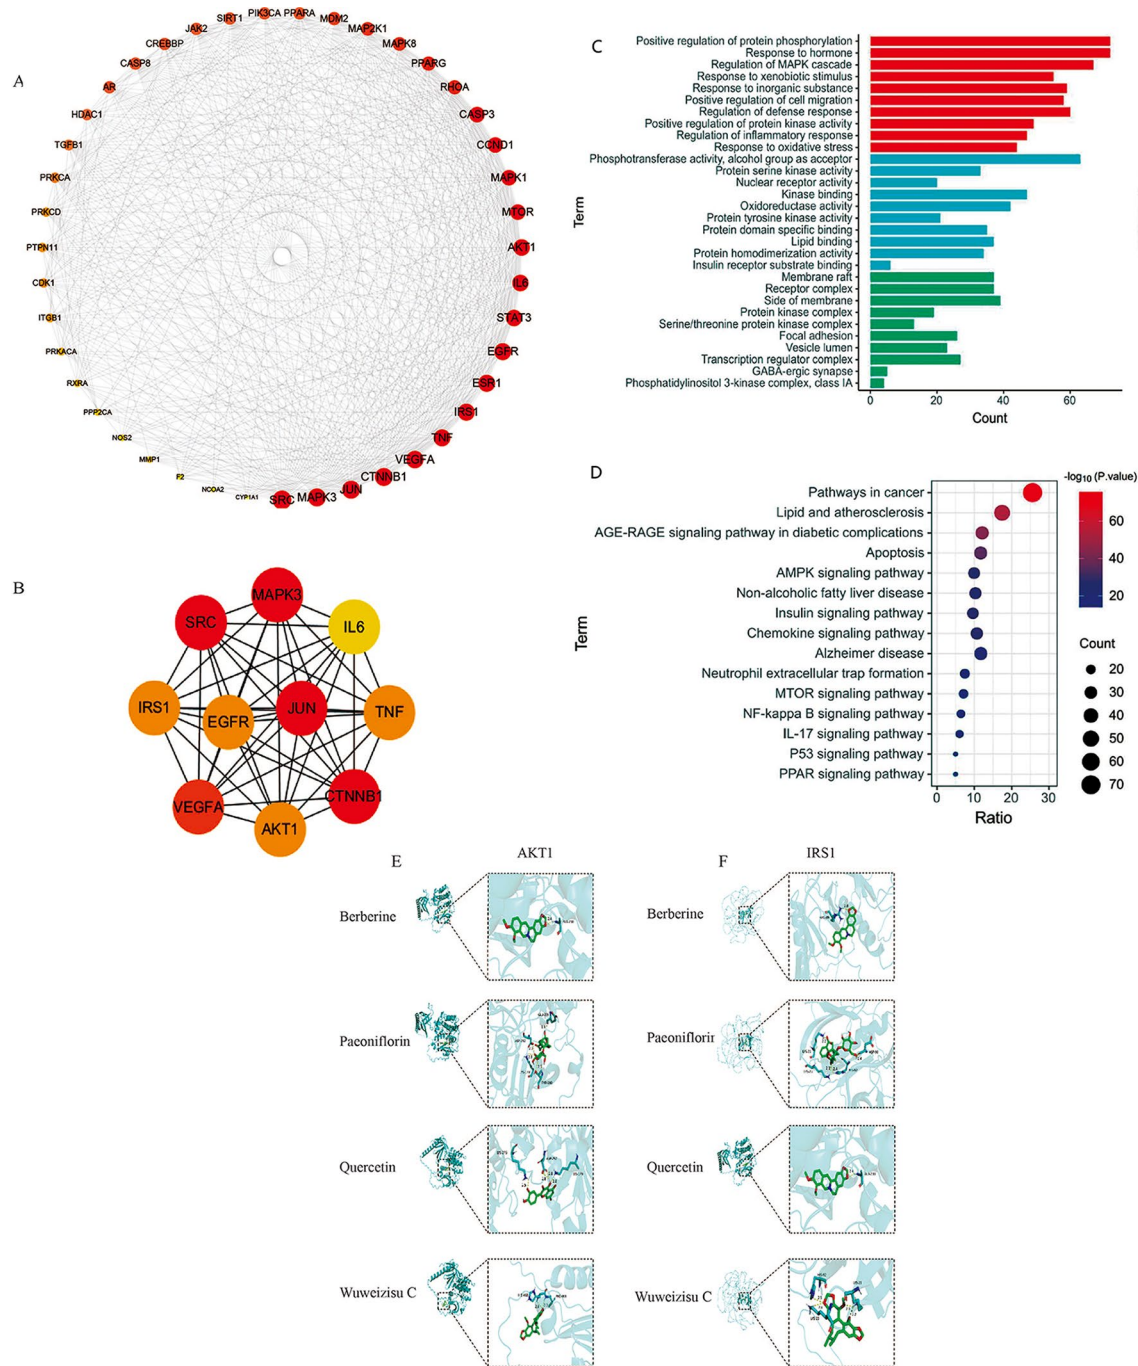 A
PIK3CA
PPARA
SIRT1
MDM2
JAK2
MAP2K1
CREBBP
MAPK8
CASP8
PPARG
AR
RHOA
HDAC1
CASP3
TGFB1
CCND1
PRKCA
MAPK1
PRKCD
MTOR
PTPN11
AKT1
CDK1
IL6
ITGB1
STAT3
PRKACA
EGFR
RXRA
ESR1
PPP2CA
IRS1
NOS2
TNF
MMP1
VEGFA
F2
CTNNB1
NCOA2
JUN
CYP1A1
SRC
MAPK3
B
MAPK3
SRC
IL6
IRS1
EGFR
JUN
TNF
VEGFA
CTNNB1
AKT1
C
Term
Positive regulation of protein phosphorylation
Response to hormone
Regulation of MAPK cascade
Response to xenobiotic stimulus
Response to inorganic substance
Positive regulation of cell migration
Regulation of defense response
Positive regulation of protein kinase activity
Regulation of inflammatory response
Response to oxidative stress
Phosphotransferase activity, alcohol group as acceptor
Protein serine kinase activity
Nuclear receptor activity
Kinase binding
Oxidoreductase activity
Protein tyrosine kinase activity
Protein domain specific binding
Lipid binding
Protein homodimerization activity
Insulin receptor substrate binding
Membrane raft
Receptor complex
Side of membrane
Protein kinase complex
Serine/threonine protein kinase complex
Focal adhesion
Vesicle lumen
Transcription regulator complex
GABA-ergic synapse
Phosphatidylinositol 3-kinase complex, class IA
0 20 40 60
Count
D
Term
Pathways in cancer
Lipid and atherosclerosis
AGE-RAGE signaling pathway in diabetic complications
Apoptosis
AMPK signaling pathway
Non-alcoholic fatty liver disease
Insulin signaling pathway
Chemokine signaling pathway
Alzheimer disease
Neutrophil extracellular trap formation
MTOR signaling pathway
NF-kappa B signaling pathway
IL-17 signaling pathway
P53 signaling pathway
PPAR signaling pathway
0 10 20 30
Ratio
-log10 (P.value)
60
40
20
Count
20
30
40
50
60
70
E
AKT1
Berberine
Paeoniflorin
Quercetin
Wuweizisu C
F
IRS1
Berberine
Paeoniflorin
Quercetin
Wuweizisu C